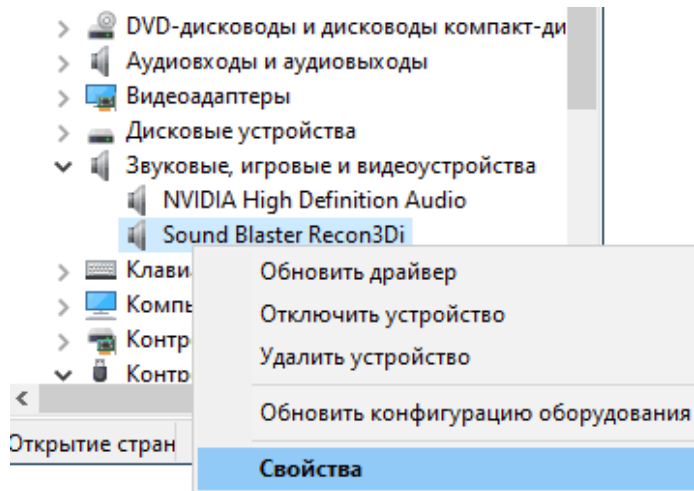 DVD-дисководы и дисководы компакт-ди
Аудиовходы и аудиовыходы
Видеоадаптеры
Дисковые устройства
Звуковые, игровые и видеоустройства
NVIDIA High Definition Audio
Sound Blaster Recon3Di
Клави
Компь
Контр
Контр
Обновить драйвер
Отключить устройство
Удалить устройство
Обновить конфигурацию оборудования
Свойства
Открытие стран